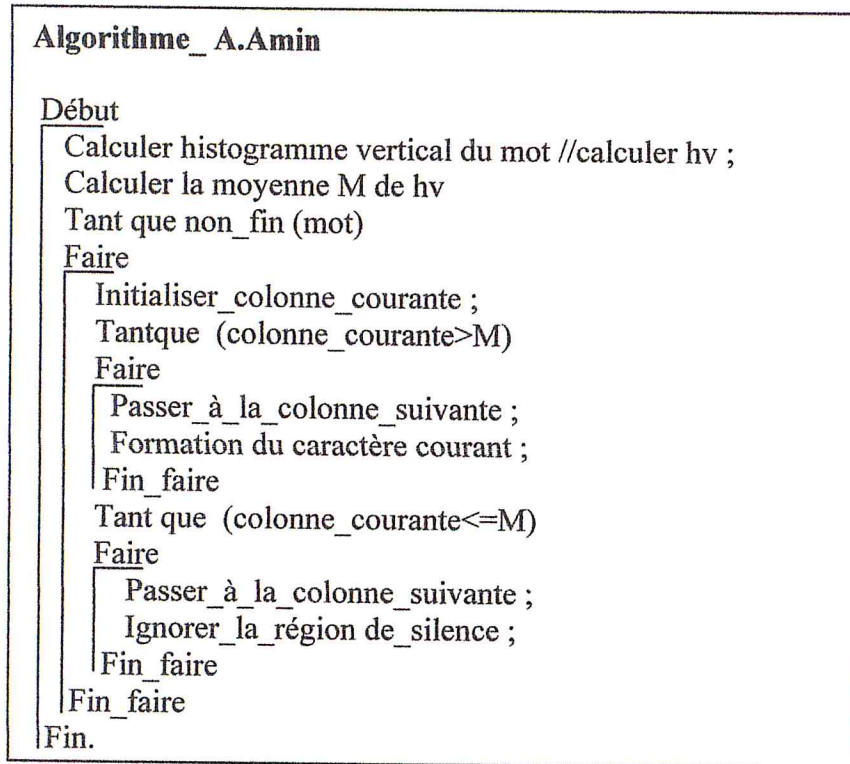 Algorithme_ A.Amin
Début
Calculer histogramme vertical du mot //calculer hv ;
Calculer la moyenne M de hv
Tant que non_fin (mot)
Faire
Initialiser_colonne_courante ;
Tantque (colonne_courante>M)
Faire
Passer_à_la_colonne_suivante ;
Formation du caractère courant ;
Fin_faire
Tant que (colonne_courante<=M)
Faire
Passer_à_la_colonne_suivante ;
Ignorer_la_région de_silence ;
Fin_faire
Fin_faire
Fin.